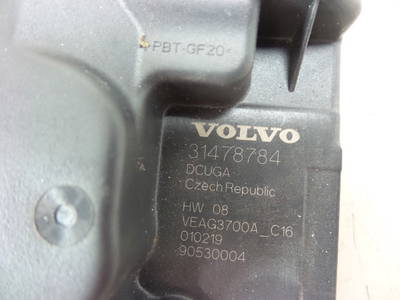 >PBT-GF20<
VOLVO
31478784
DCUGA
Czech Republic
HW 08
VEAG3700A_C16
010219
90530004